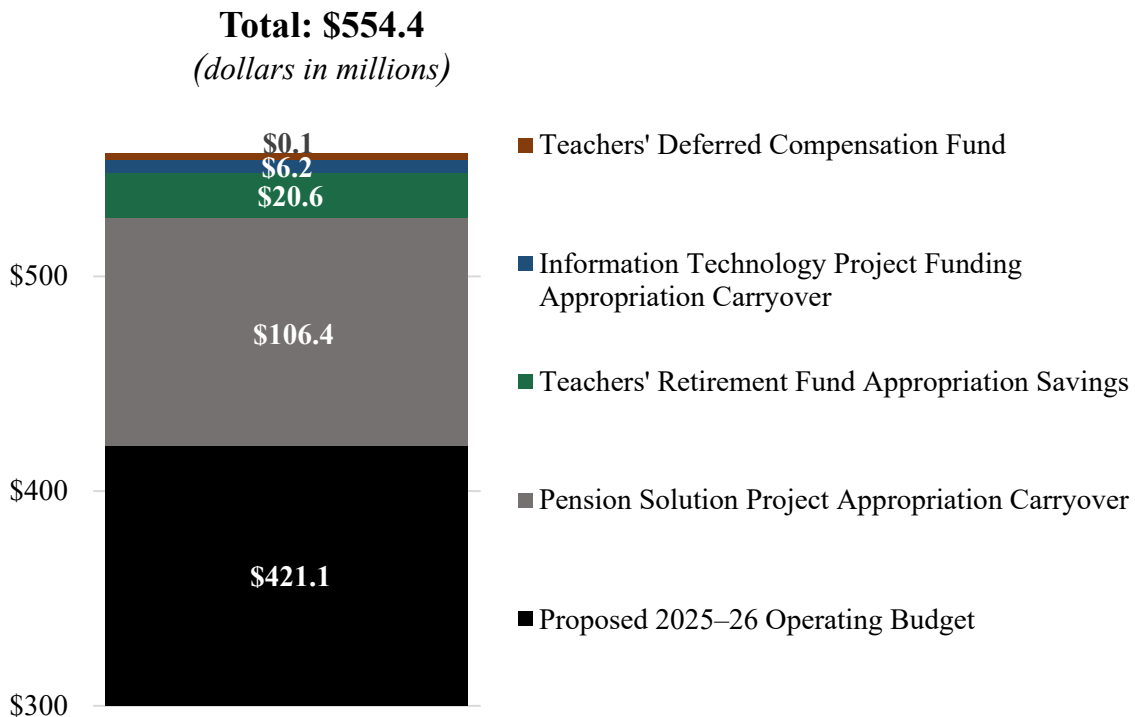 Total: $554.4
(dollars in millions)
$0.1
$6.2
$20.6
$106.4
$421.1
$500
$400
$300
Teachers' Deferred Compensation Fund
Information Technology Project Funding
Appropriation Carryover
Teachers' Retirement Fund Appropriation Savings
Pension Solution Project Appropriation Carryover
Proposed 2025–26 Operating Budget